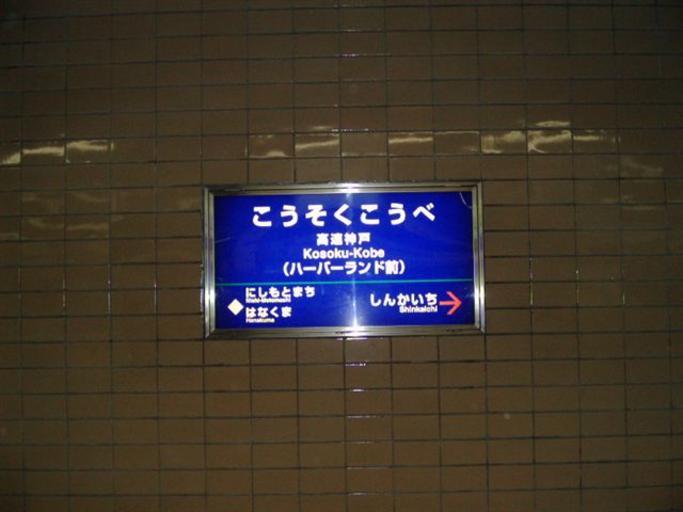 こうそくこうべ
高速神戸
Kosoku-Kobe
(ハーバーランド前)
にしもとまち
Nishi-Motomachi
はなくま
Hanakuma
しんかいち
Shinkaichi